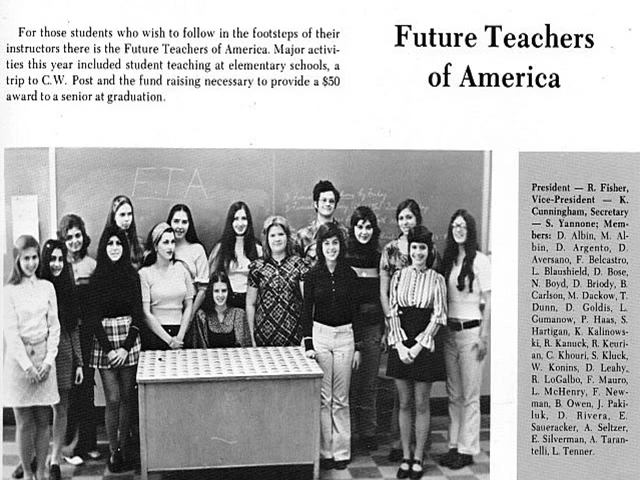 For those students who wish to follow in the footsteps of their
instructors there is the Future Teachers of America. Major activi-
ties this year included student teaching at elementary schools, a
trip to C.W. Post and the fund raising necessary to provide a $50
award to a senior at graduation.
Future Teachers
of America
FTA
President — R. Fisher,
Vice-President — K.
Cunningham, Secretary
— S. Yannone; Mem-
bers: D. Albin, M. Al-
bin, D. Argento, D.
Aversano, F. Belcastro,
L. Blaushield, D. Bose,
N. Boyd, D. Briody, B.
Carlson, M. Dackow, T.
Dunn, D. Goldis, L.
Gumanow, P. Haas, S.
Hartigan, K. Kalinows-
ki, R. Kanuck, R. Keuri-
an, C. Khouri, S. Kluck,
W. Konins, D. Leahy,
R. LoGalbo, F. Mauro,
L. McHenry, F. New-
man, B. Owen, J. Paki-
luk, D. Rivera, E.
Saueracker, A. Seltzer,
E. Silverman, A. Taran-
telli, L. Tenner.